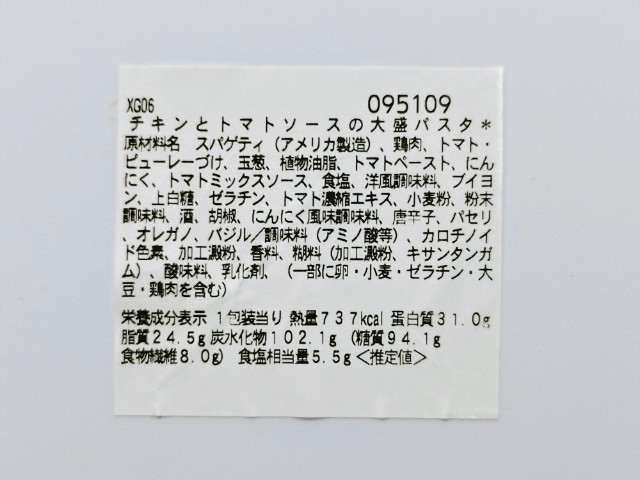 XG06
095109
チキンとトマトソースの大盛パスタ*
原材料名 スパゲティ(アメリカ製造)、鶏肉、トマト・
ピューレーづけ、玉葱、植物油脂、トマトペースト、にん
にく、トマトミックスソース、食塩、洋風調味料、ブイヨ
ン、上白糖、ゼラチン、トマト濃縮エキス、小麦粉、粉末
調味料、酒、胡椒、にんにく風味調味料、唐辛子、パセリ
、オレガノ、バジル/調味料(アミノ酸等)、カロチノイ
ド色素、加工澱粉、香料、糊料(加工澱粉、キサンタンガ
ム)、酸味料、乳化剤、(一部に卵・小麦・ゼラチン・大
豆・鶏肉を含む)
栄養成分表示 1包装当り 熱量737kcal 蛋白質31.0g
脂質24.5g 炭水化物102.1g (糖質94.1g
食物繊維8.0g) 食塩相当量5.5g<推定値>